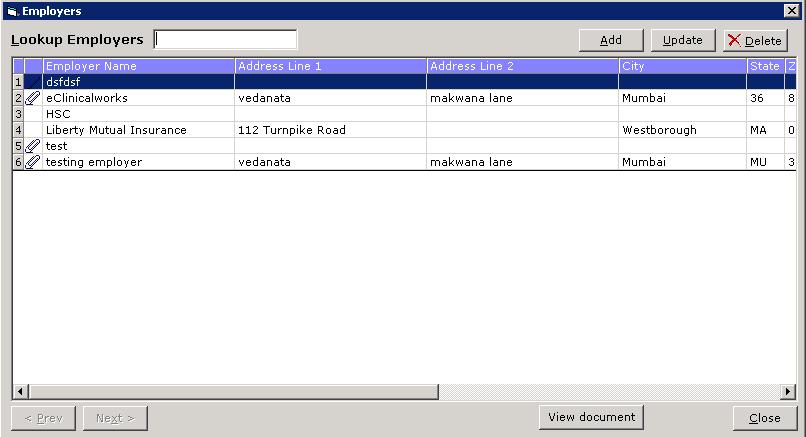 Employers
Lookup Employers Add Update Delete
Employer Name Address Line 1 Address Line 2 City State Z
1 dsfdsf
2 eClinicalworks vedanata makwana lane Mumbai 36 8
3 HSC
4 Liberty Mutual Insurance 112 Turnpike Road Westborough MA 0
5 test
6 testing employer vedanata makwana lane Mumbai MU 3
< Prev Next > View document Close